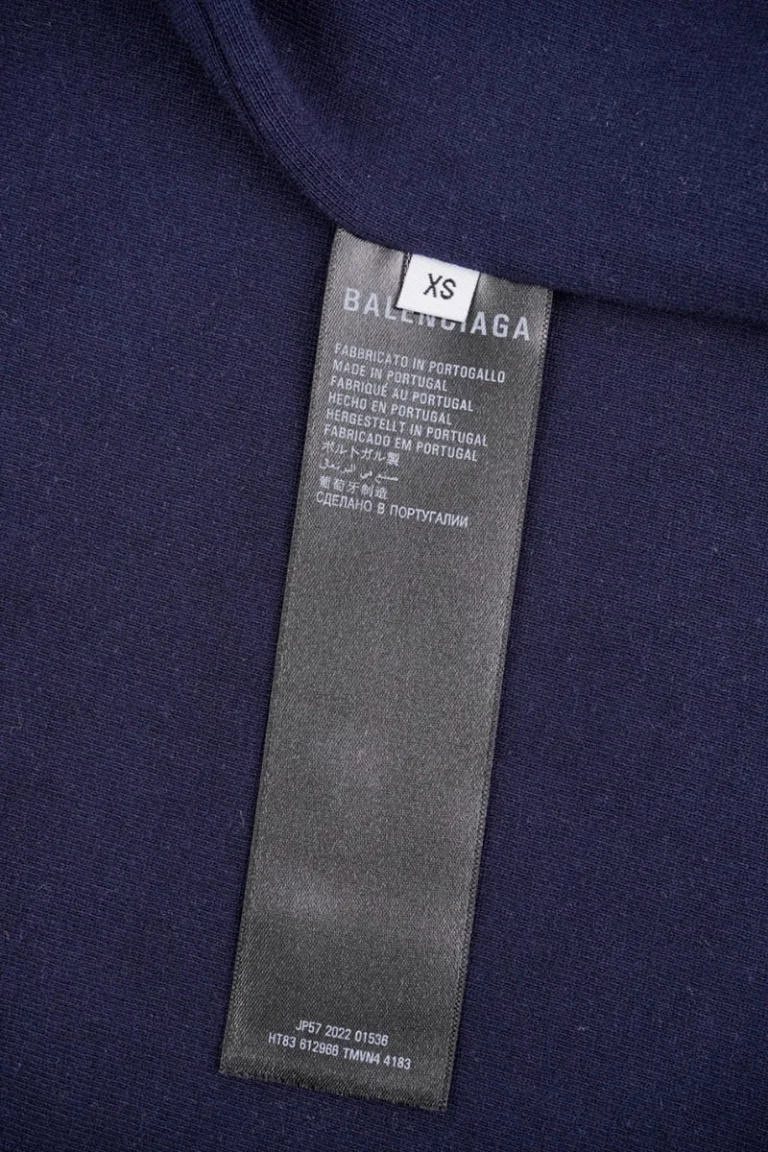 XS
BALENCIAGA
FABBRICATO IN PORTOGALLO
MADE IN PORTUGAL
FABRIQUÉ AU PORTUGAL
HECHO EN PORTUGAL
HERGESTELLT IN PORTUGAL
FABRICADO EM PORTUGAL
ポルトガル製
صنع في البرتغال
葡萄牙制造
СДЕЛАНО В ПОРТУГАЛИИ
JP57 2022 01536
HT83 612966 TMVN4 4183